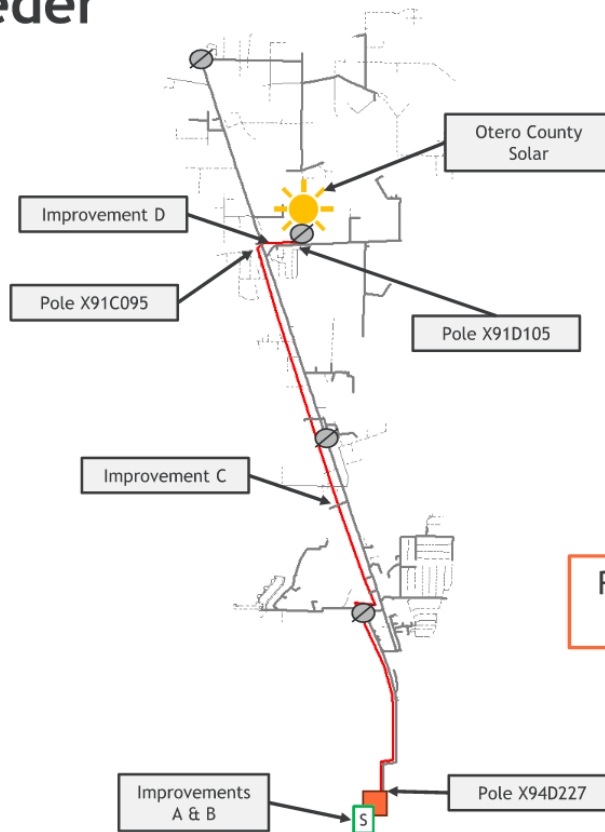 eder
Otero County
Solar
Improvement D
Pole X91C095
Pole X91D105
Improvement C
F
Improvements
A & B
S
Pole X94D227